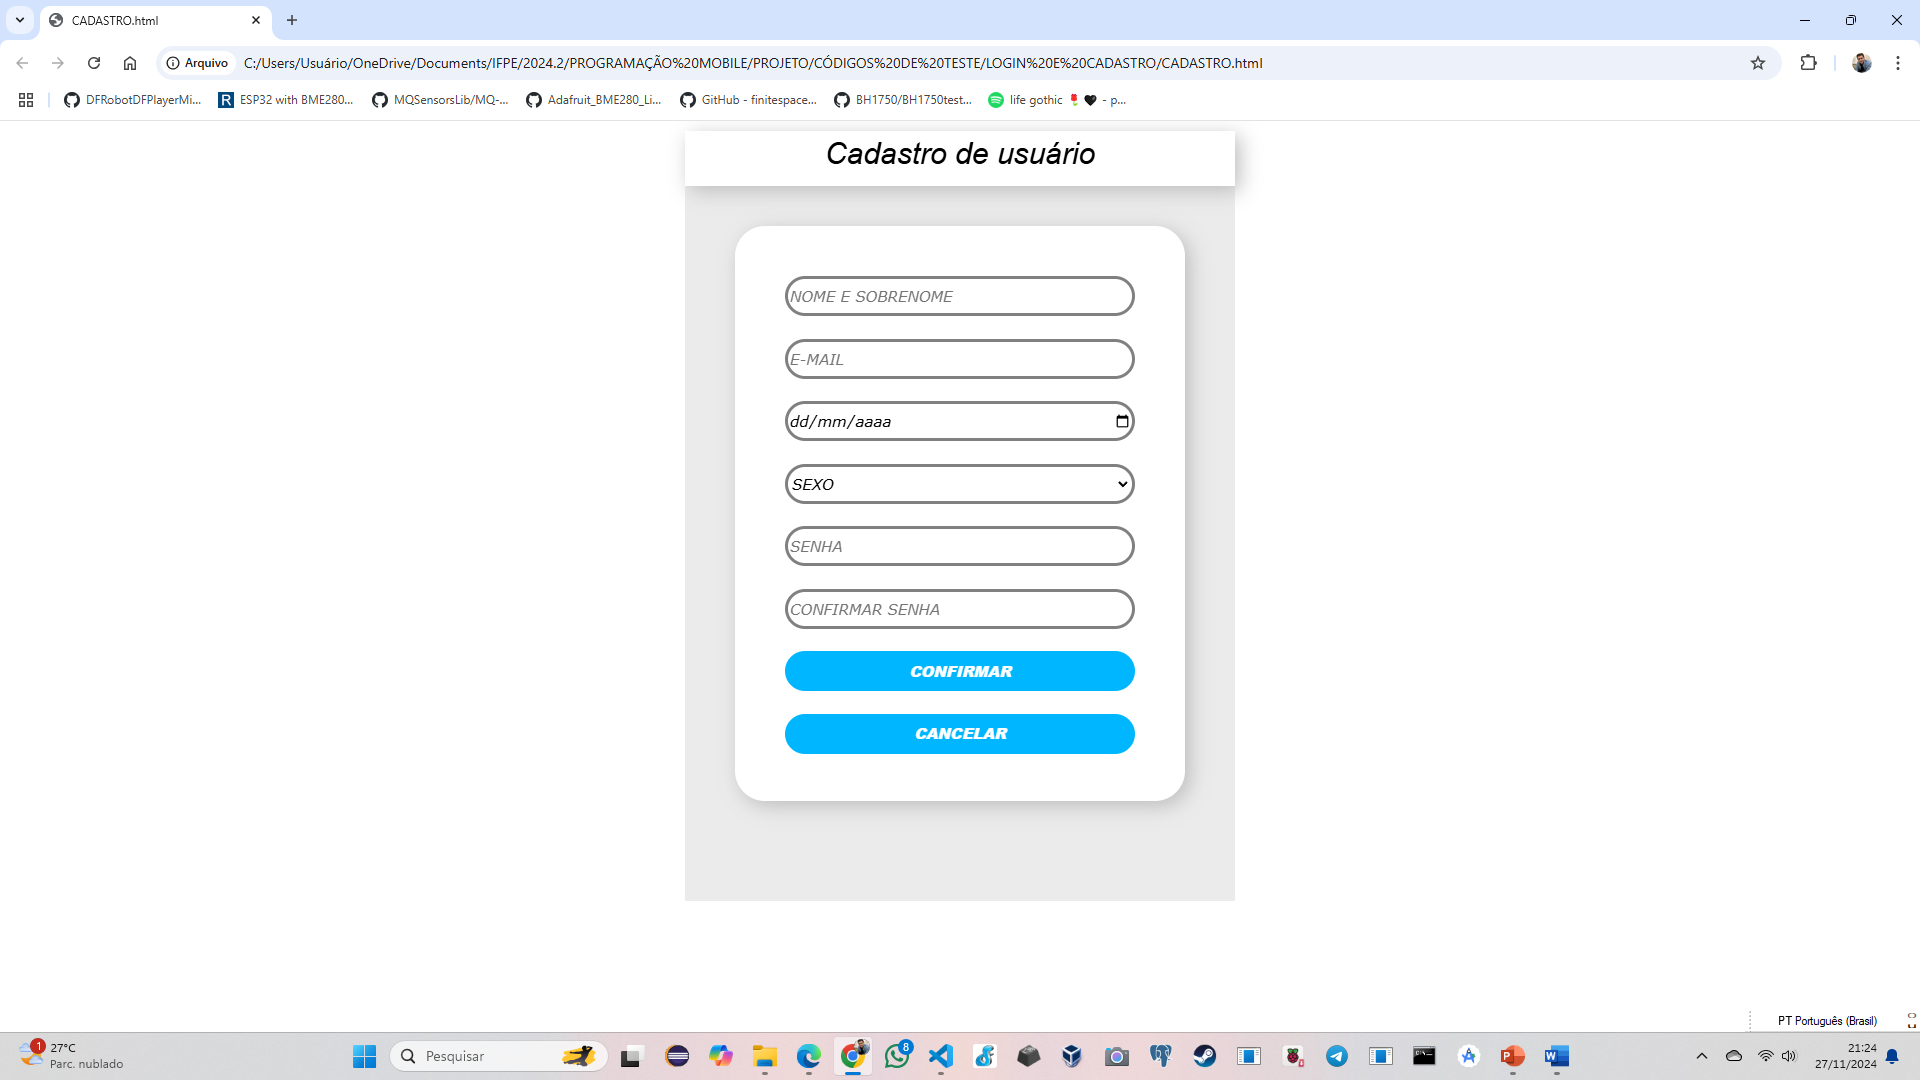 CADASTRO.html
Arquivo
C:/Users/Usuário/OneDrive/Documents/IFPE/2024.2/PROGRAMAÇÃO%20MOBILE/PROJETO/CÓDIGOS%20DE%20TESTE/LOGIN%20E%20CADASTRO/CADASTRO.html
DFRobotDFPlayerMi...
R
ESP32 with BME280...
MQSensorsLib/MQ-...
Adafruit_BME280_Li...
GitHub - finitespace...
BH1750/BH1750test...
life gothic 🌹🖤 - p...
Cadastro de usuário
NOME E SOBRENOME
E-MAIL
dd/mm/aaaa
SEXO
SENHA
CONFIRMAR SENHA
CONFIRMAR
CANCELAR
PT Português (Brasil)
1
27°C
Parc. nublado
Pesquisar
8
21:24
27/11/2024